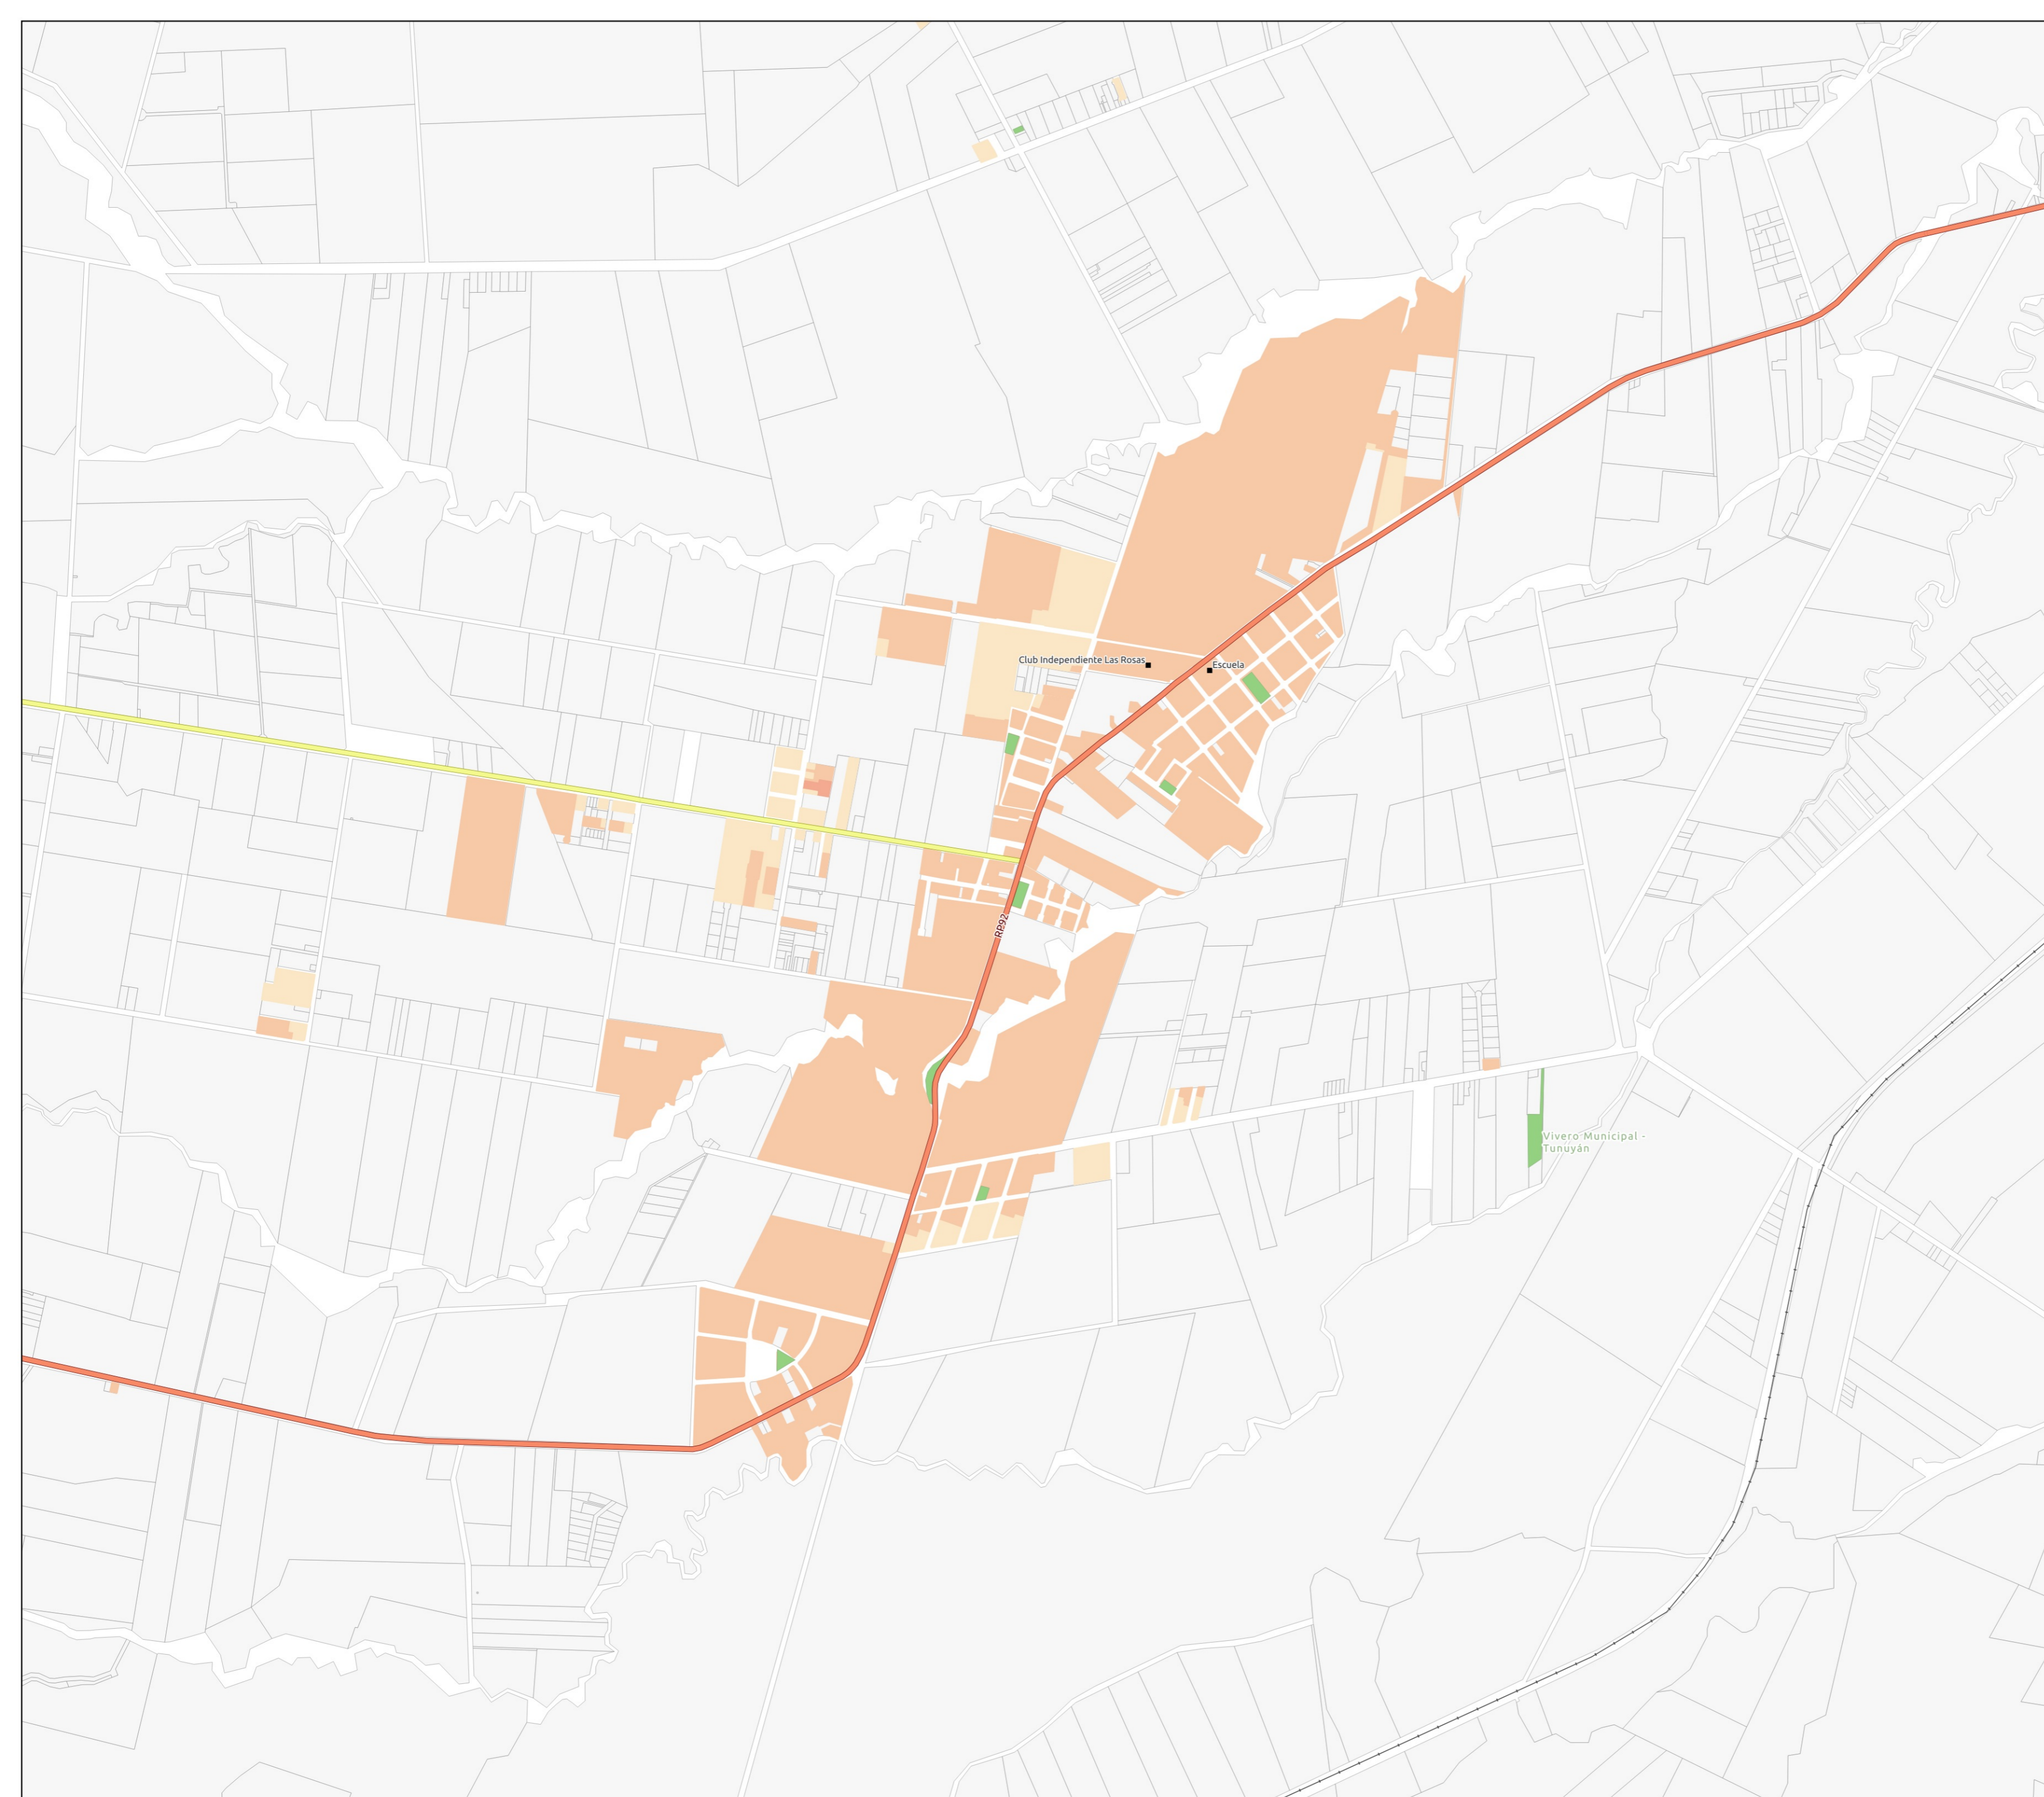 Club Independiente Las Rosas
Escuela
RP92
Vivero Municipal -
Tunuyán